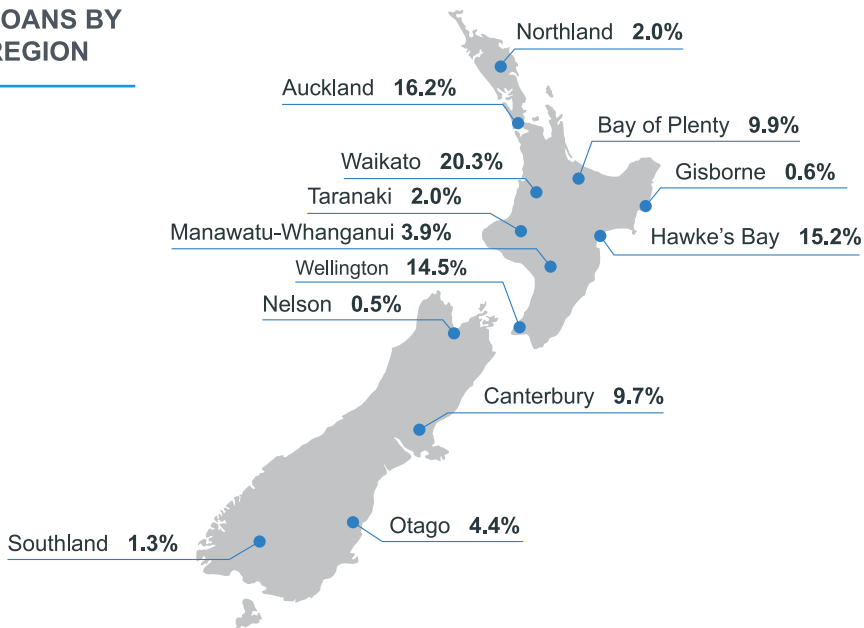 OANS BY
REGION
Northland 2.0%
Auckland 16.2%
Bay of Plenty 9.9%
Waikato 20.3%
Gisborne 0.6%
Taranaki 2.0%
Manawatu-Whanganui 3.9%
Hawke's Bay 15.2%
Wellington 14.5%
Nelson 0.5%
Canterbury 9.7%
Otago 4.4%
Southland 1.3%